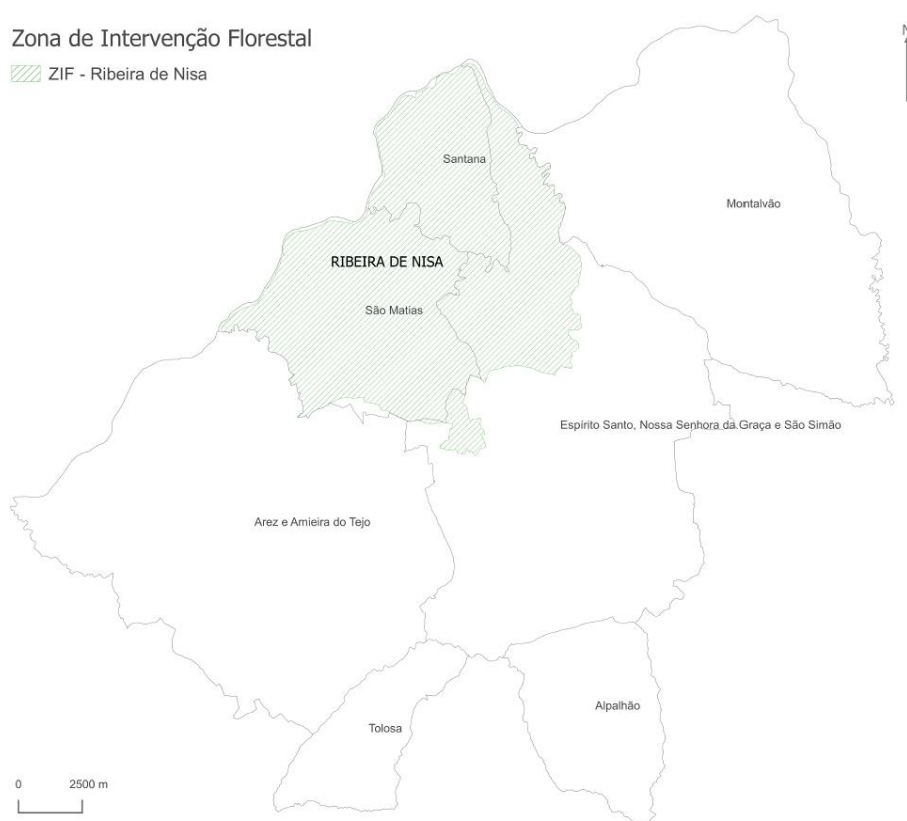 Zona de Intervenção Florestal
N
ZIF - Ribeira de Nisa
Santana
Montalvão
RIBEIRA DE NISA
São Matias
Espírito Santo, Nossa Senhora da Graça e São Simão
Arez e Amieira do Tejo
Alpalhão
Tolosa
0 2500 m